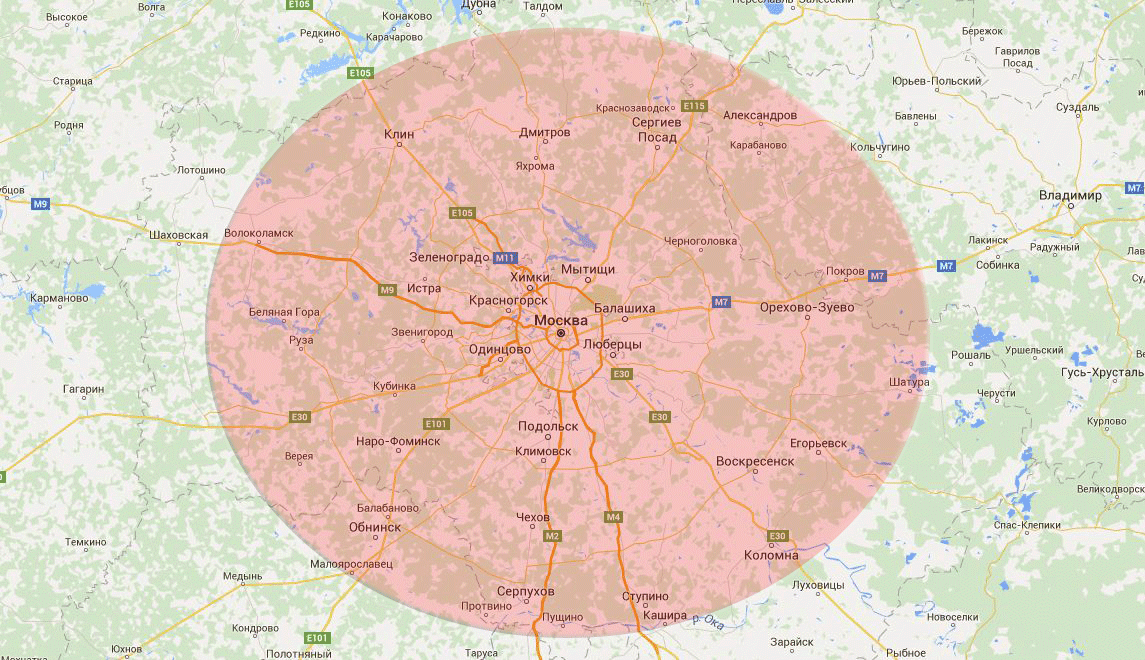 E105
Волга
Дубна
Талдом
Переславль-Залесский
Высокое
Конаково
Редкино
Карачарово
Бережок
Гаврилов
Посад
E105
Старица
Юрьев-Польский
Краснозаводск
E115
Суздаль
Родня
Клин
Дмитров
Сергиев
Посад
Александров
Бавлены
Карабаново
Кольчугино
Лотошино
Яхрома
M7
M9
Владимир
E105
Шаховская
Волоколамск
Черноголовка
Лакинск
Радужный
Зеленоград
M11
Собинка
M7
Мытищи
Химки
Покров
M7
Истра
M9
Карманово
Красногорск
M7
Балашиха
Орехово-Зуево
Беляная Гора
Москва
Руза
Звенигород
Одинцово
Люберцы
Рошаль
Уршельский
E30
Гусь-Хрусталь
Гагарин
Кубинка
Шатура
Черусти
E30
E101
E30
Курлово
Подольск
Наро-Фоминск
Егорьевск
Верея
Климовск
Воскресенск
Великодворск
Балабаново
Чехов
M4
Обнинск
Спас-Клепики
M2
E30
Темкино
Коломна
Малоярославец
Медынь
Луховицы
Серпухов
Ступино
Протвино
Пущино
Кашира
р. Ока
Новоселки
Кондрово
E101
Зарайск
Юхнов
Полотняный
Таруса
Рыбное